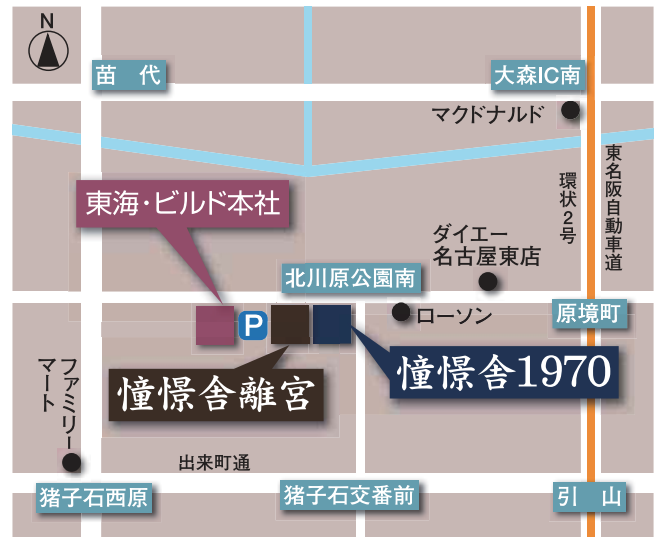 N
苗 代
大森IC南
マクドナルド
東名阪自動車道
環状2号
東海・ビルド本社
ダイエー
名古屋東店
北川原公園南
P
ローソン
原境町
憧憬舎1970
憧憬舎離宮
ファミリー
マート
出来町通
猪子石西原
猪子石交番前
引 山